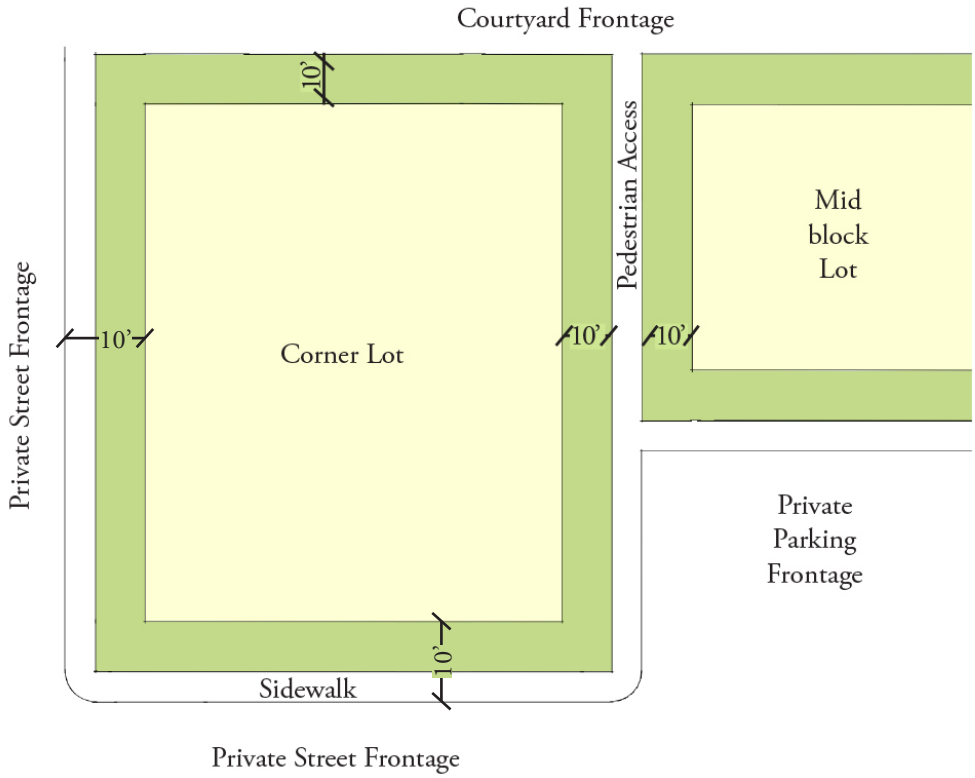 Courtyard Frontage
10’
Pedestrian Access
Mid
block
Lot
Private Street Frontage
10’
Corner Lot
10’
10’
Private
Parking
Frontage
10’
Sidewalk
Private Street Frontage